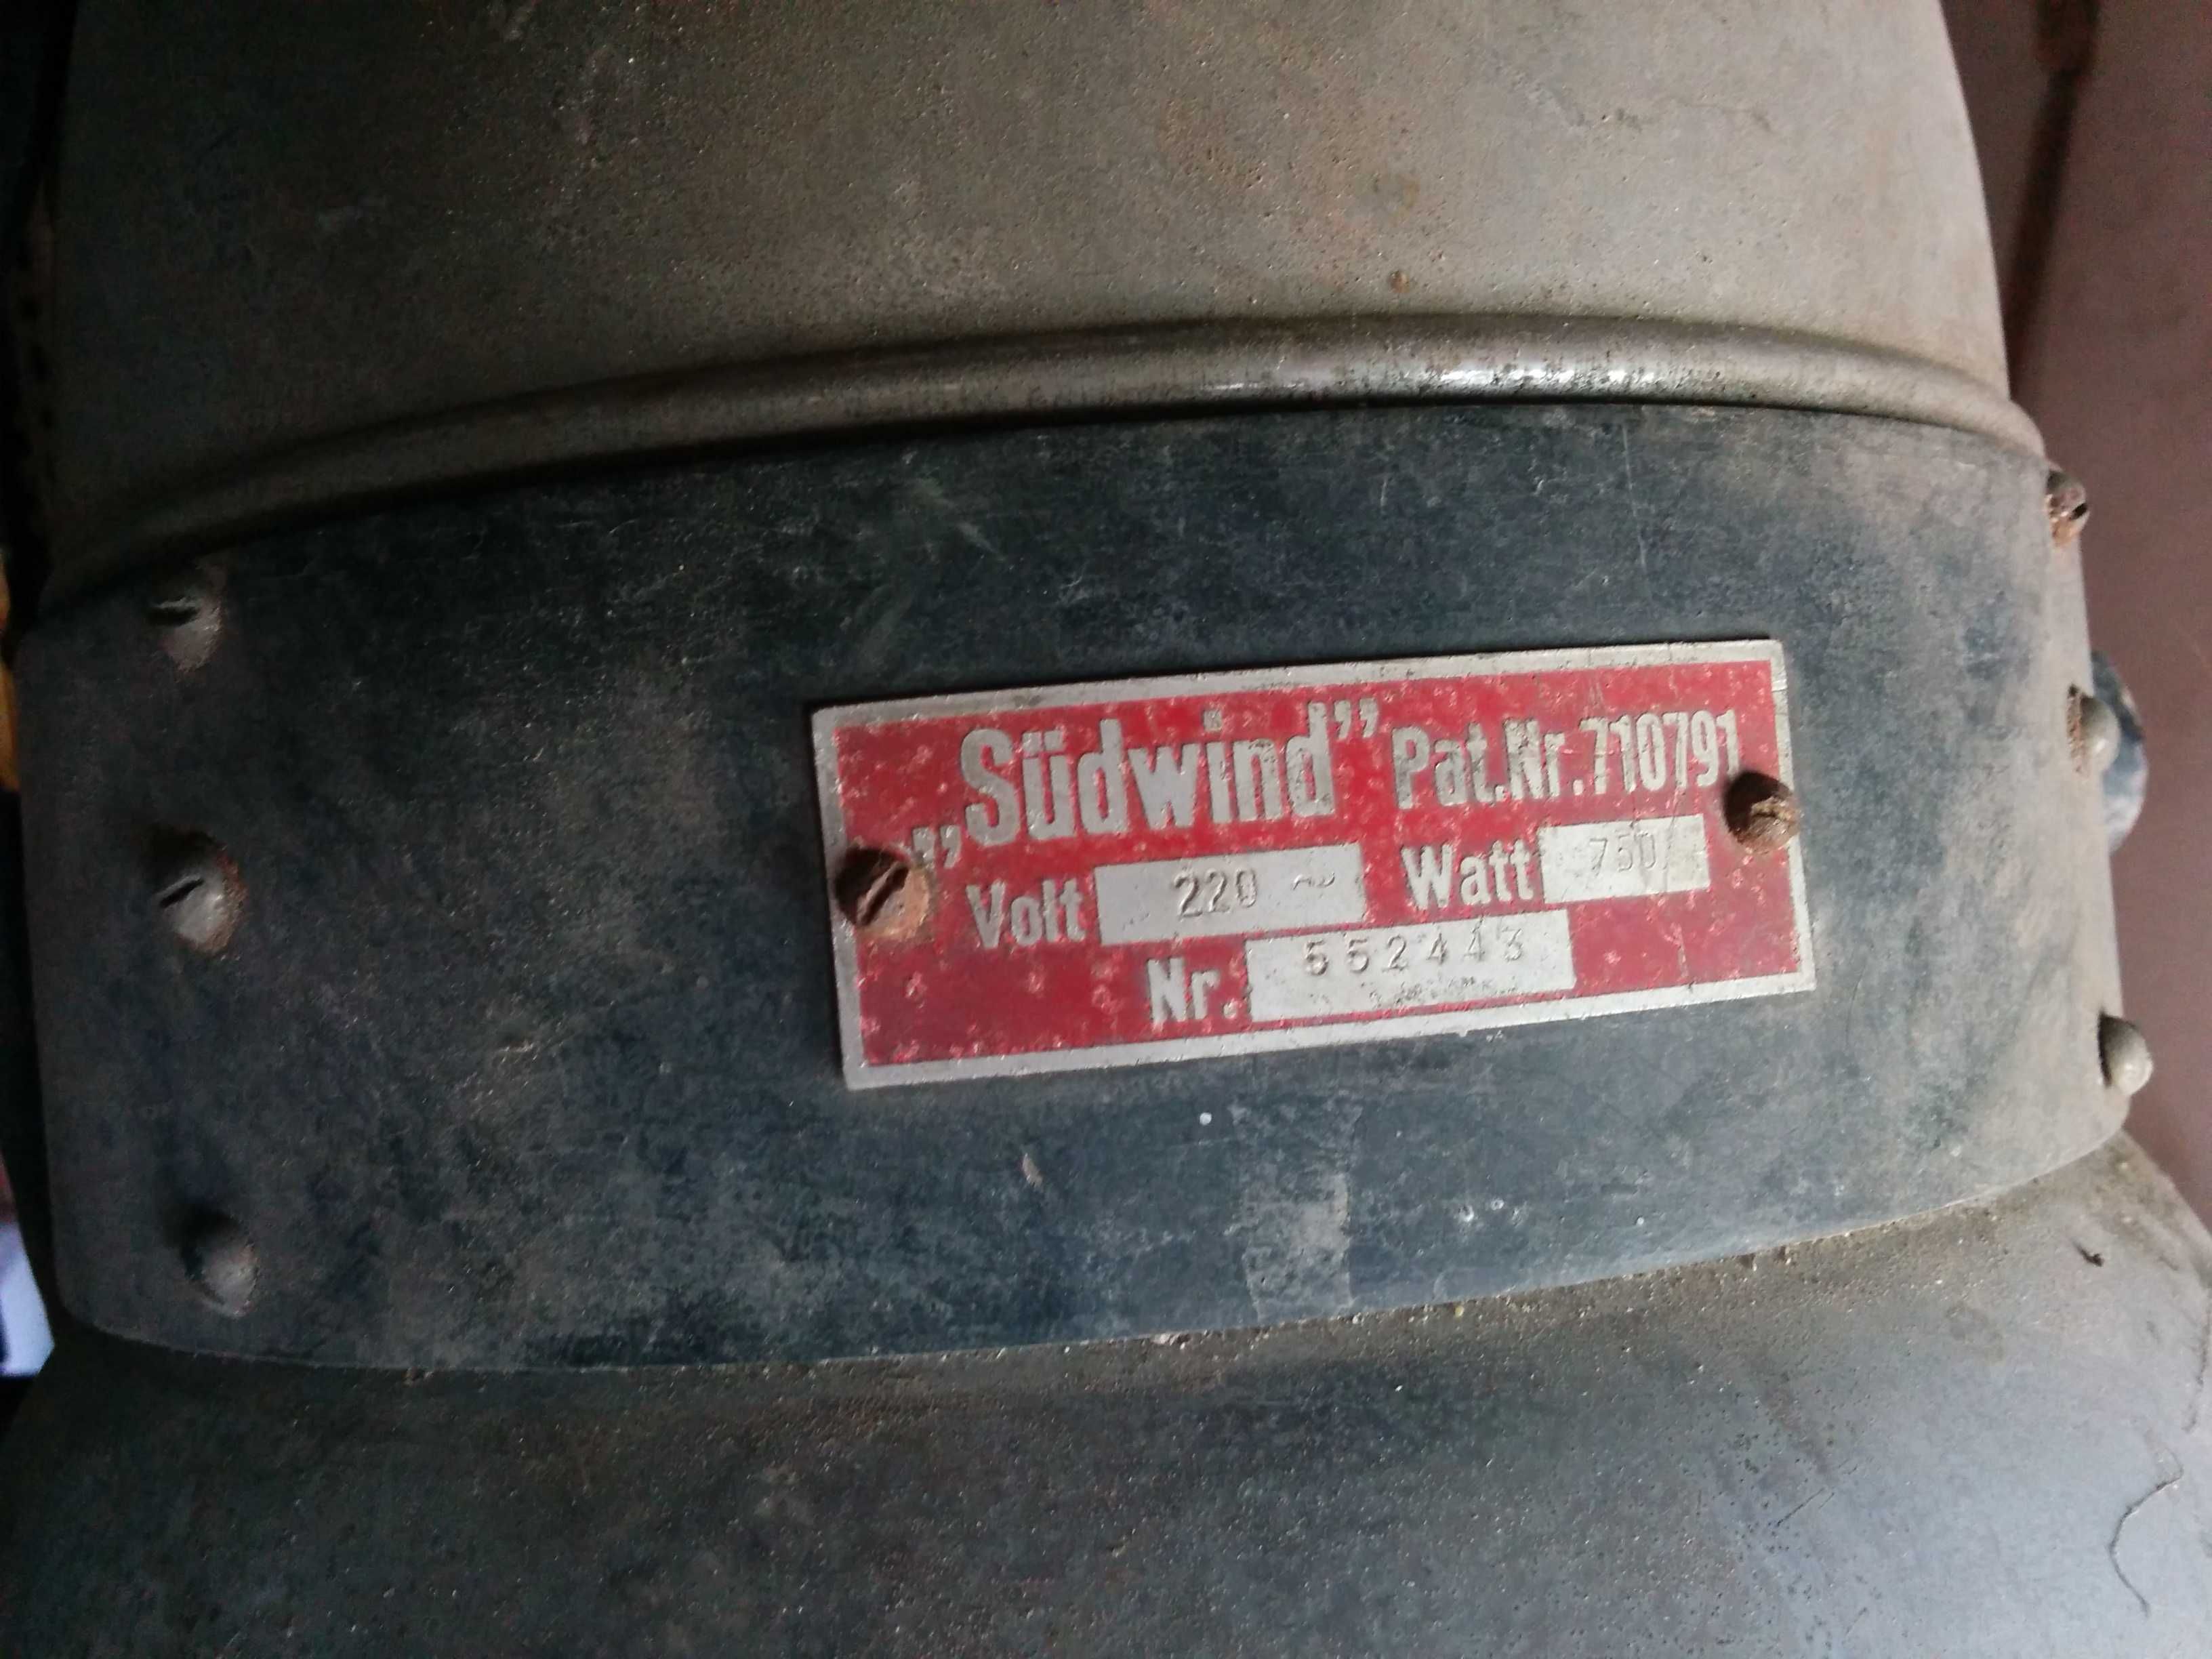 „Südwind” Pat.Nr.710791
Volt 220 ~ Watt 750
Nr. 552443